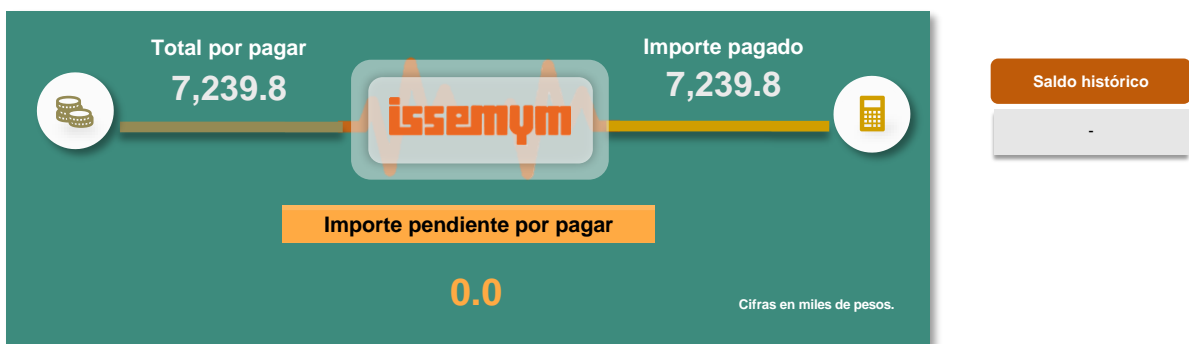 Total por pagar
7,239.8
issemym
Importe pagado
7,239.8
Importe pendiente por pagar
0.0
Cifras en miles de pesos.
Saldo histórico
-